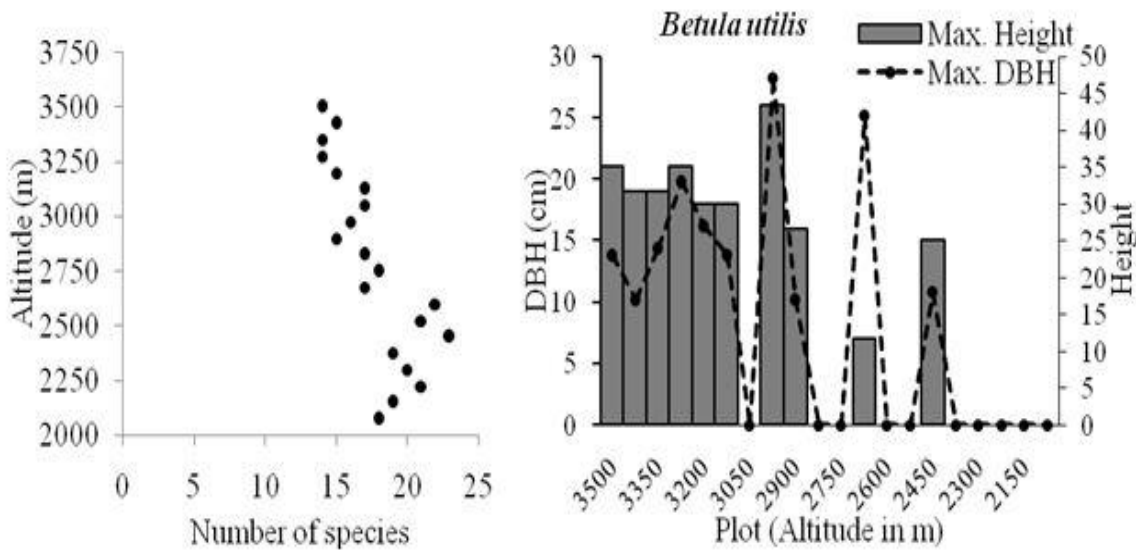 3750
3500
3250
3000
2750
2500
2250
2000
Altitude (m)
0 5 10 15 20 25
Number of species
Betula utilis
Max. Height
Max. DBH
30
25
20
15
10
5
0
DBH (cm)
50
45
40
35
30
25
20
15
10
5
0
Height
3500 3350 3200 3050 2900 2750 2600 2450 2300 2150
Plot (Altitude in m)